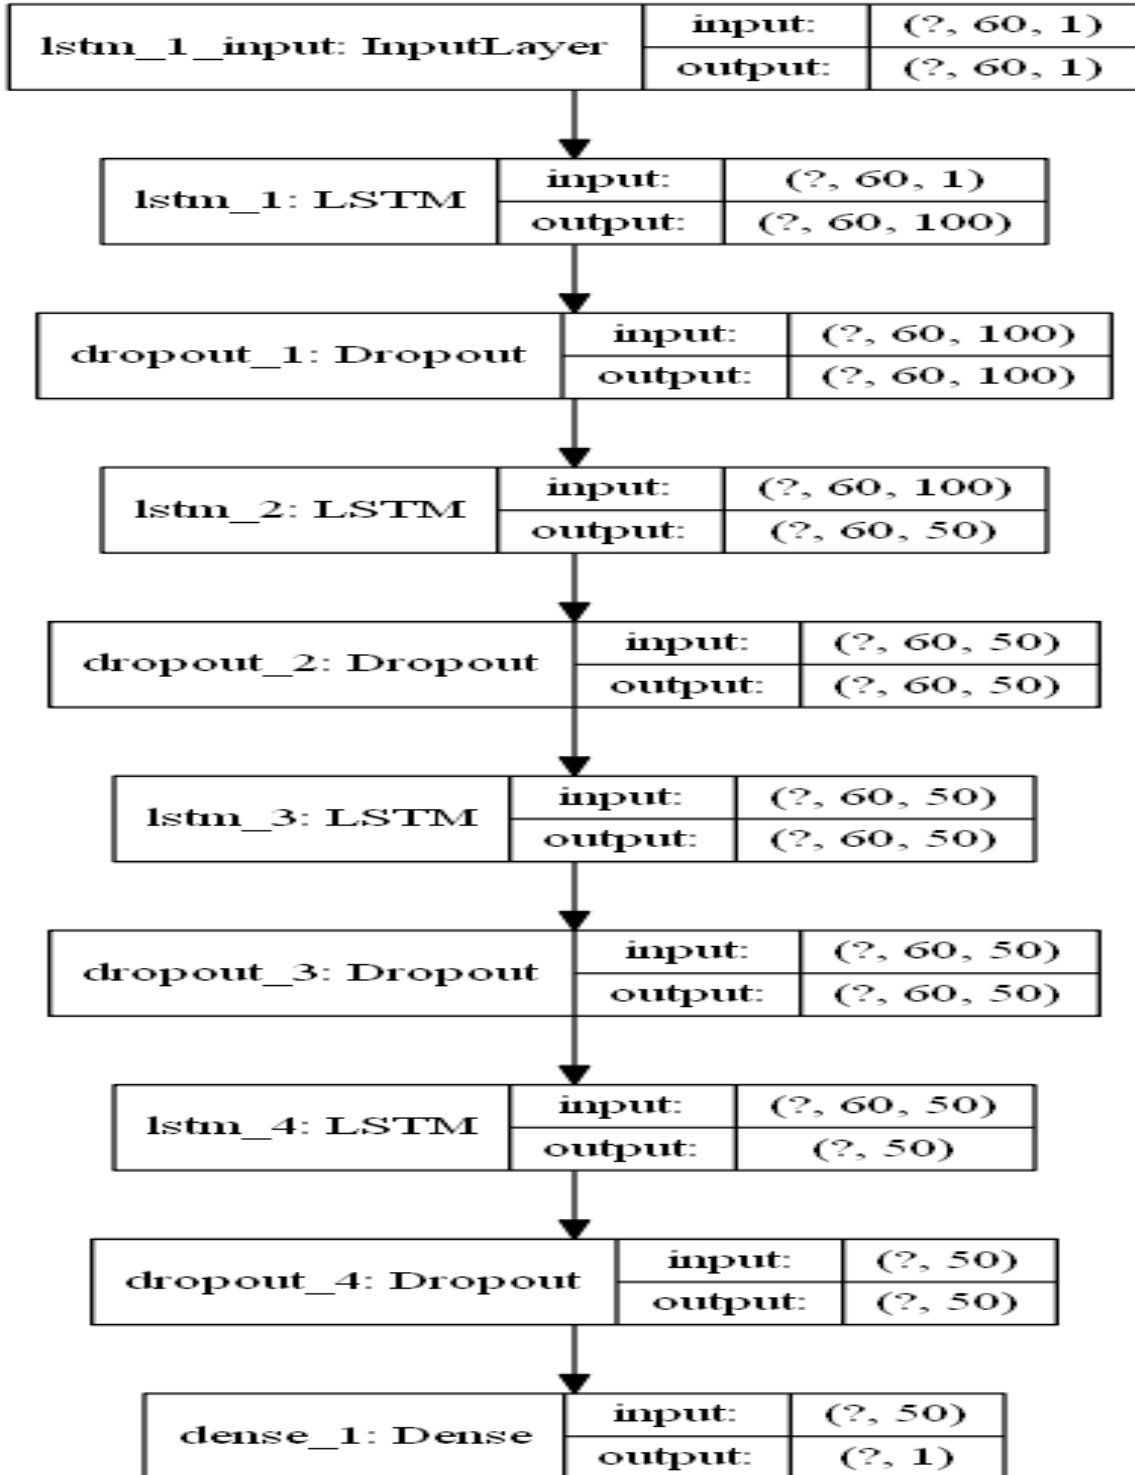 lstm_1_input: InputLayer input: (?, 60, 1)
output: (?, 60, 1)
lstm_1: LSTM input: (?, 60, 1)
output: (?, 60, 100)
dropout_1: Dropout input: (?, 60, 100)
output: (?, 60, 100)
lstm_2: LSTM input: (?, 60, 100)
output: (?, 60, 50)
dropout_2: Dropout input: (?, 60, 50)
output: (?, 60, 50)
lstm_3: LSTM input: (?, 60, 50)
output: (?, 60, 50)
dropout_3: Dropout input: (?, 60, 50)
output: (?, 60, 50)
lstm_4: LSTM input: (?, 60, 50)
output: (?, 50)
dropout_4: Dropout input: (?, 50)
output: (?, 50)
dense_1: Dense input: (?, 50)
output: (?, 1)